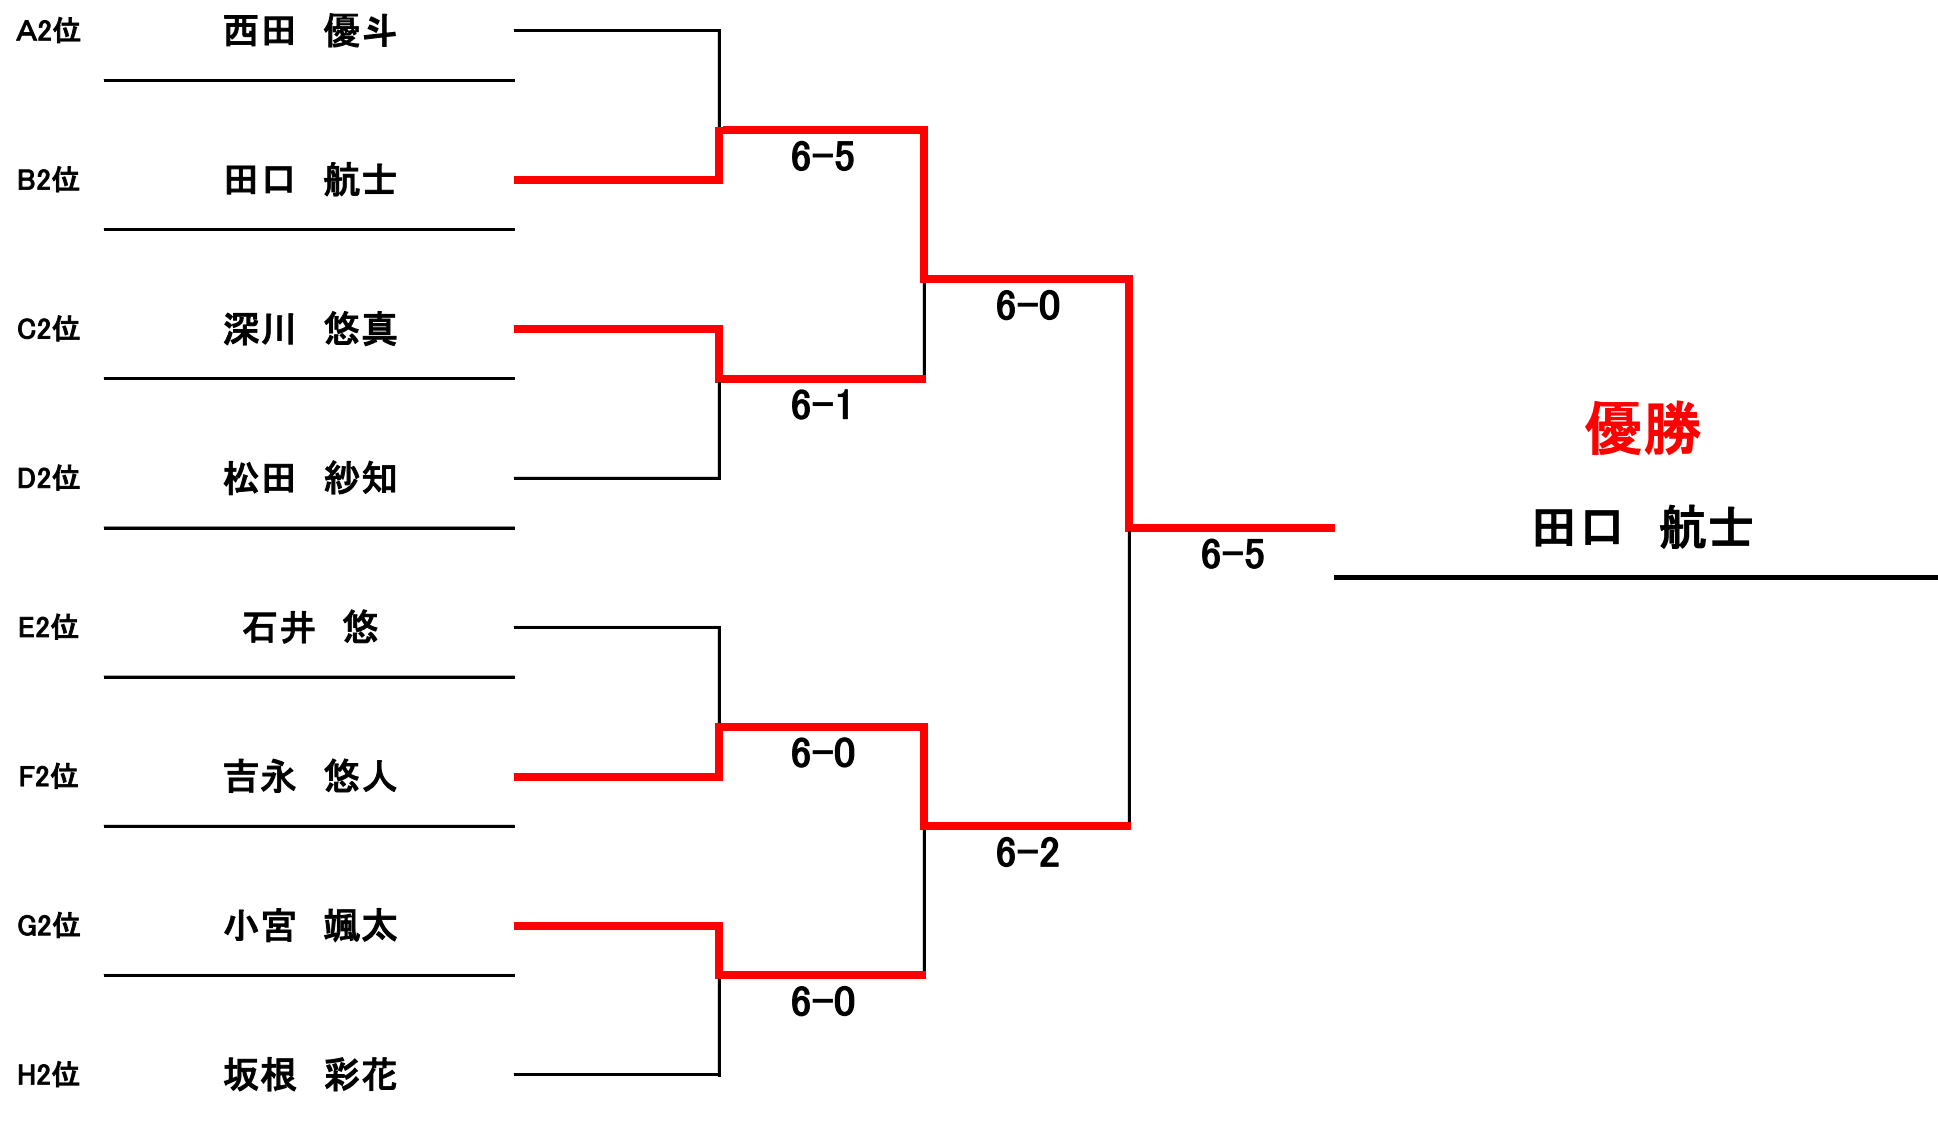 A2位 西田 優斗
B2位 田口 航士
6-5
C2位 深川 悠真
6-0
6-1
優勝
D2位 松田 紗知
田口 航士
6-5
E2位 石井 悠
F2位 吉永 悠人
6-0
6-2
G2位 小宮 颯太
6-0
H2位 坂根 彩花